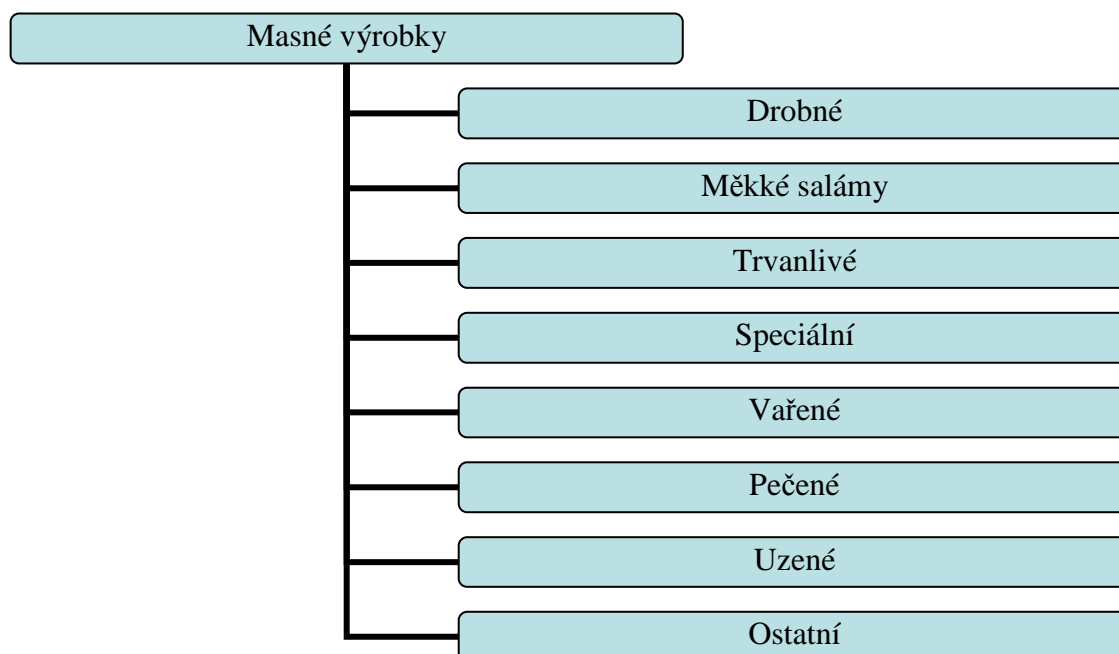 Masné výrobky
Drobné
Měkké salámy
Trvanlivé
Speciální
Vařené
Pečené
Uzené
Ostatní